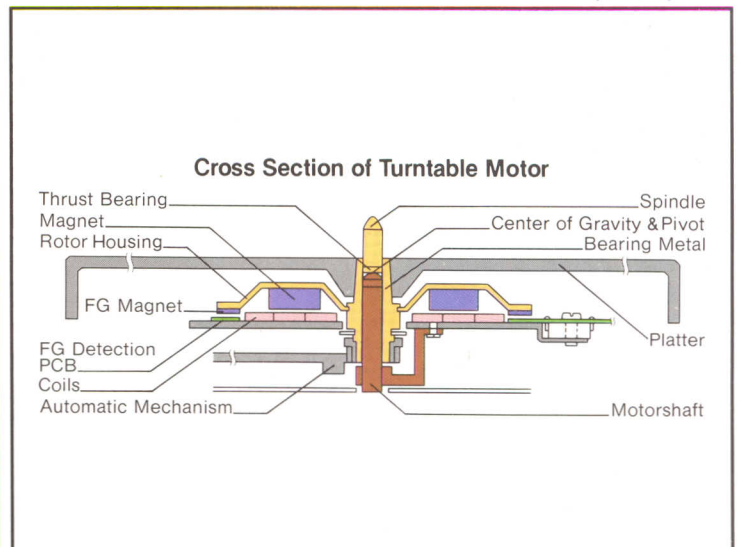 Cross Section of Turntable Motor
Thrust Bearing
Magnet
Rotor Housing
FG Magnet
FG Detection
PCB
Coils
Automatic Mechanism
Spindle
Center of Gravity & Pivot
Bearing Metal
Platter
Motorshaft